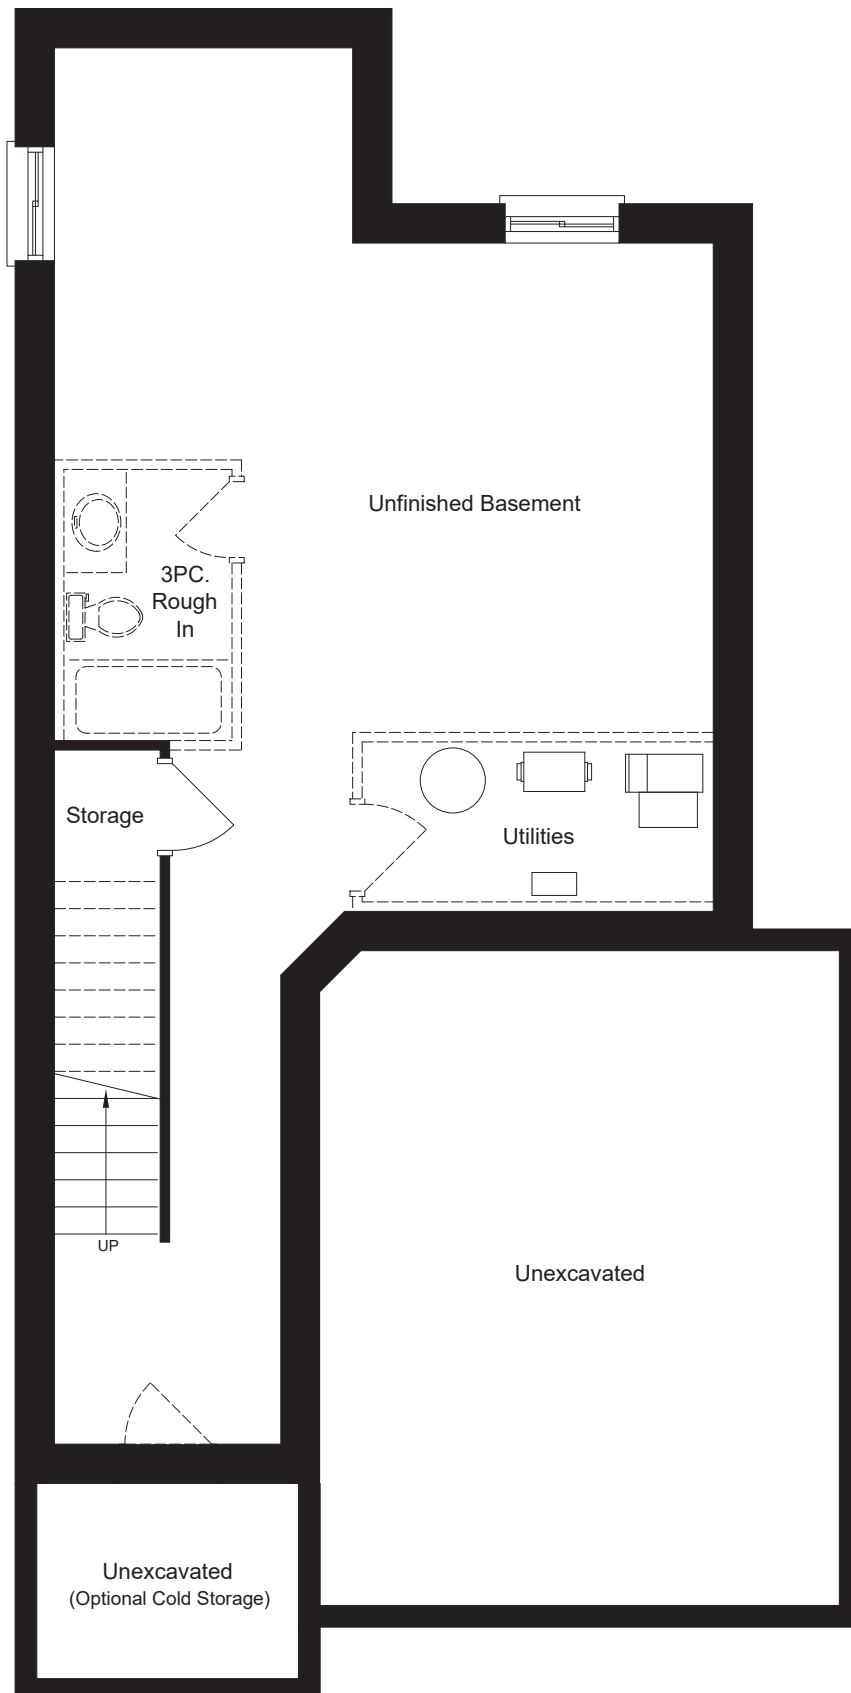 Unfinished Basement
3PC.
Rough
In
Storage
Utilities
UP
Unexcavated
Unexcavated
(Optional Cold Storage)